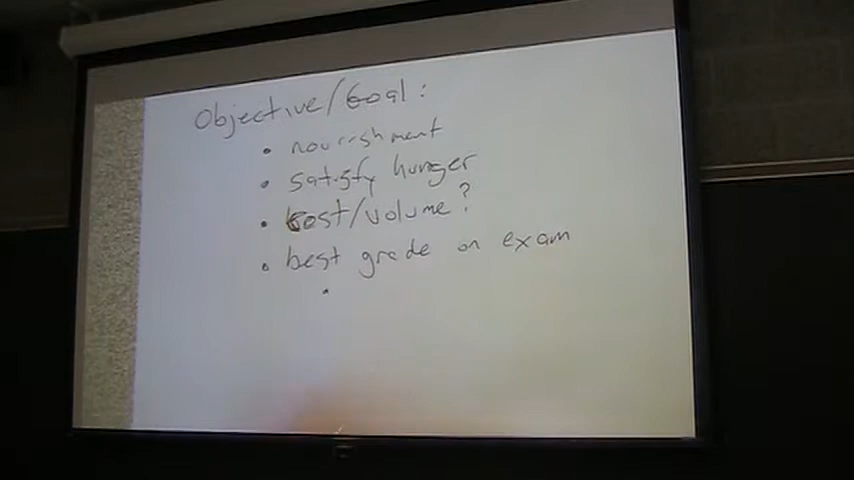 Objective/Goal:
• nourishment
• satisfy hunger
• cost/volume?
• best grade on exam
•